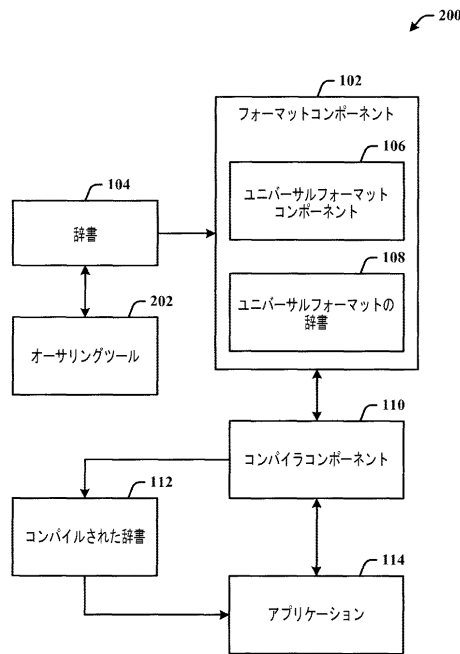 200
102
フォーマットコンポーネント
106
ユニバーサルフォーマット
コンポーネント
104
辞書
108
ユニバーサルフォーマットの
辞書
202
オーサリングツール
110
コンパイラコンポーネント
112
コンパイルされた辞書
114
アプリケーション